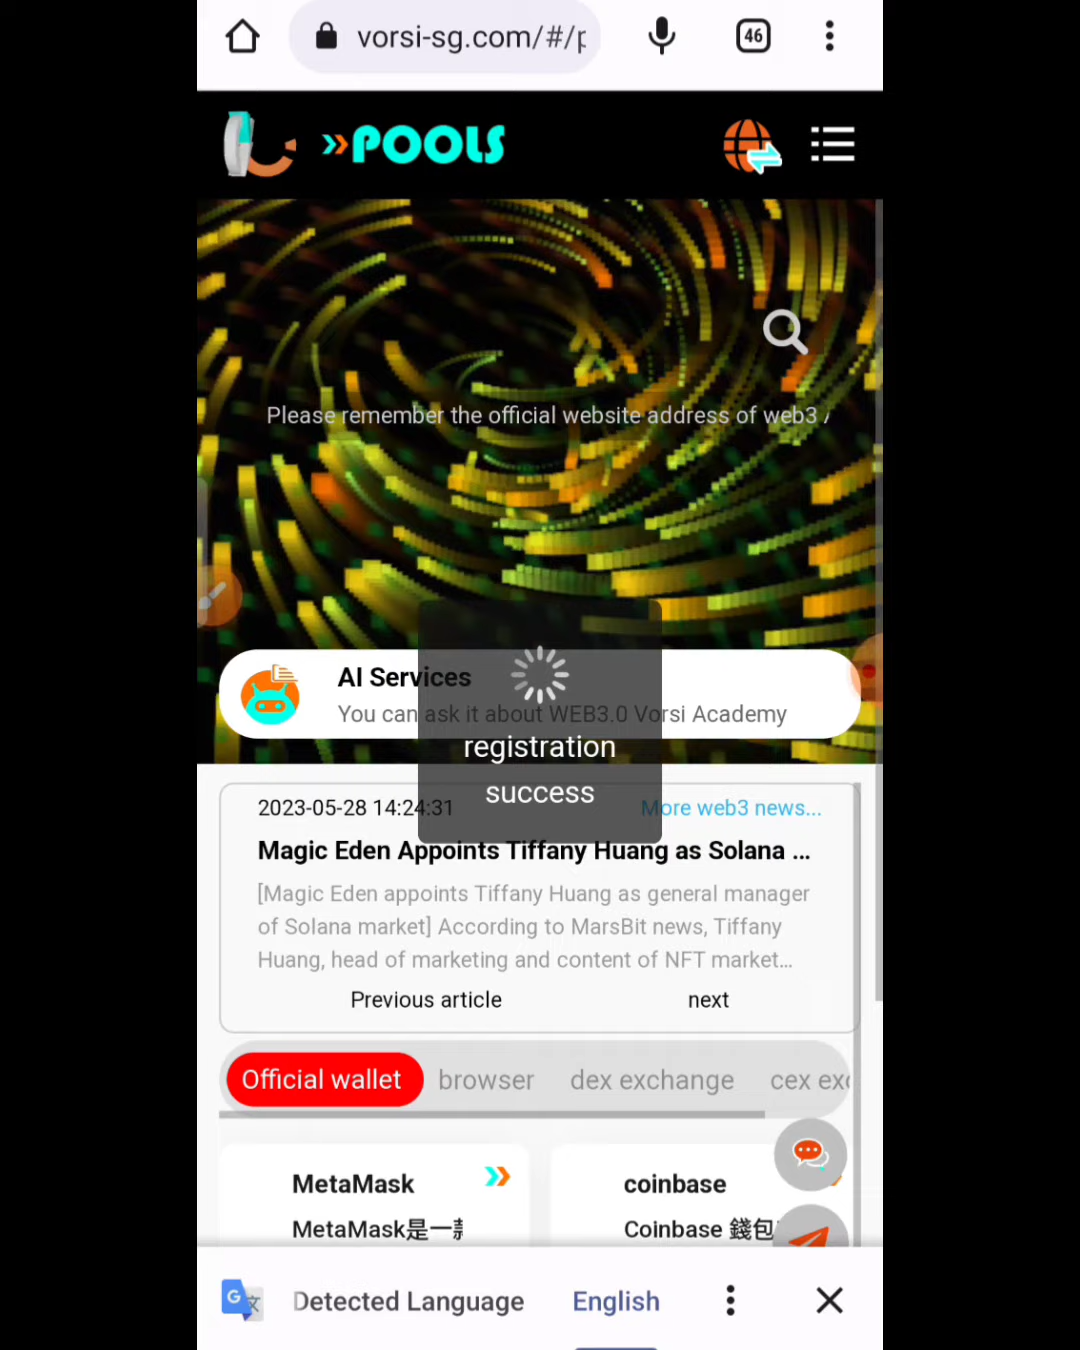 vorsi-sg.com/#/p
46
POOLS
Please remember the official website address of web3
AI Services
You can ask it about WEB3.0 Vorsi Academy
registration
success
2023-05-28 14:24:31
More web3 news...
Magic Eden Appoints Tiffany Huang as Solana ...
[Magic Eden appoints Tiffany Huang as general manager
of Solana market] According to MarsBit news, Tiffany
Huang, head of marketing and content of NFT market...
Previous article
next
Official wallet
browser
dex exchange
cex exc
MetaMask
coinbase
MetaMask是一款
Coinbase 錢包
Detected Language
English